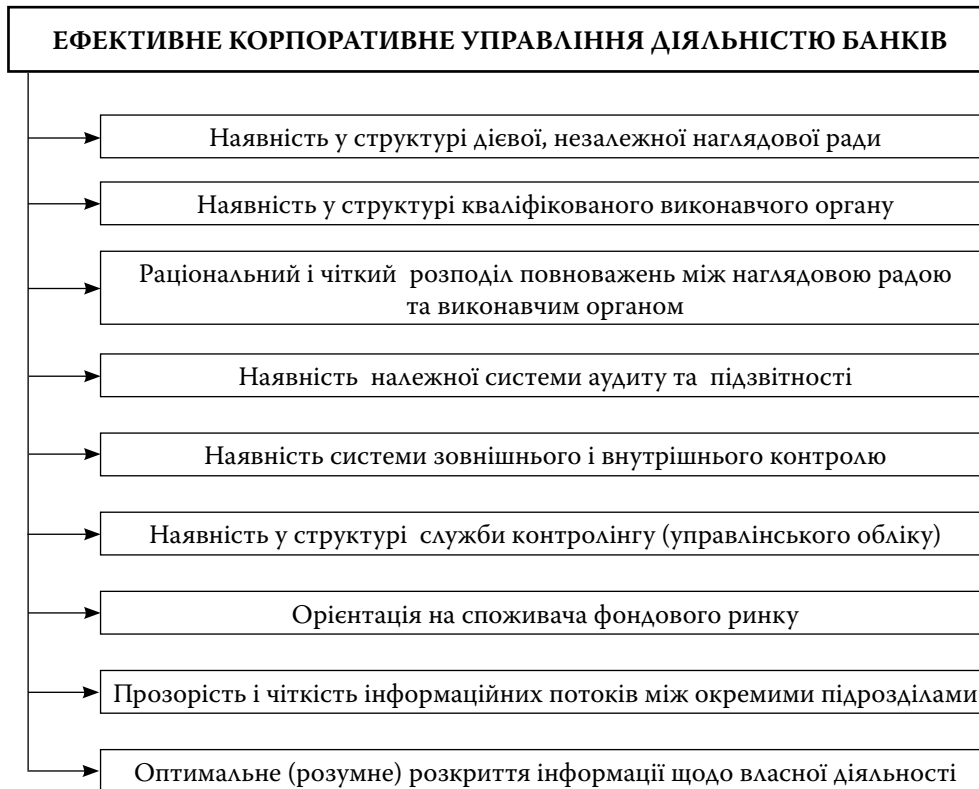 ЕФЕКТИВНЕ КОРПОРАТИВНЕ УПРАВЛІННЯ ДІЯЛЬНІСТЮ БАНКІВ
Наявність у структурі дієвої, незалежної наглядової ради
Наявність у структурі кваліфікованого виконавчого органу
Раціональний і чіткий розподіл повноважень між наглядовою радою
та виконавчим органом
Наявність належної системи аудиту та підзвітності
Наявність системи зовнішнього і внутрішнього контролю
Наявність у структурі служби контролінгу (управлінського обліку)
Орієнтація на споживача фондового ринку
Прозорість і чіткість інформаційних потоків між окремими підрозділами
Оптимальне (розумне) розкриття інформації щодо власної діяльності